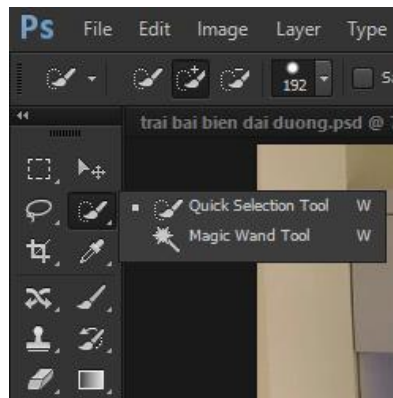 Ps File Edit Image Layer Type
192
trai bai bien dai duong.psd @
Quick Selection Tool W
Magic Wand Tool W